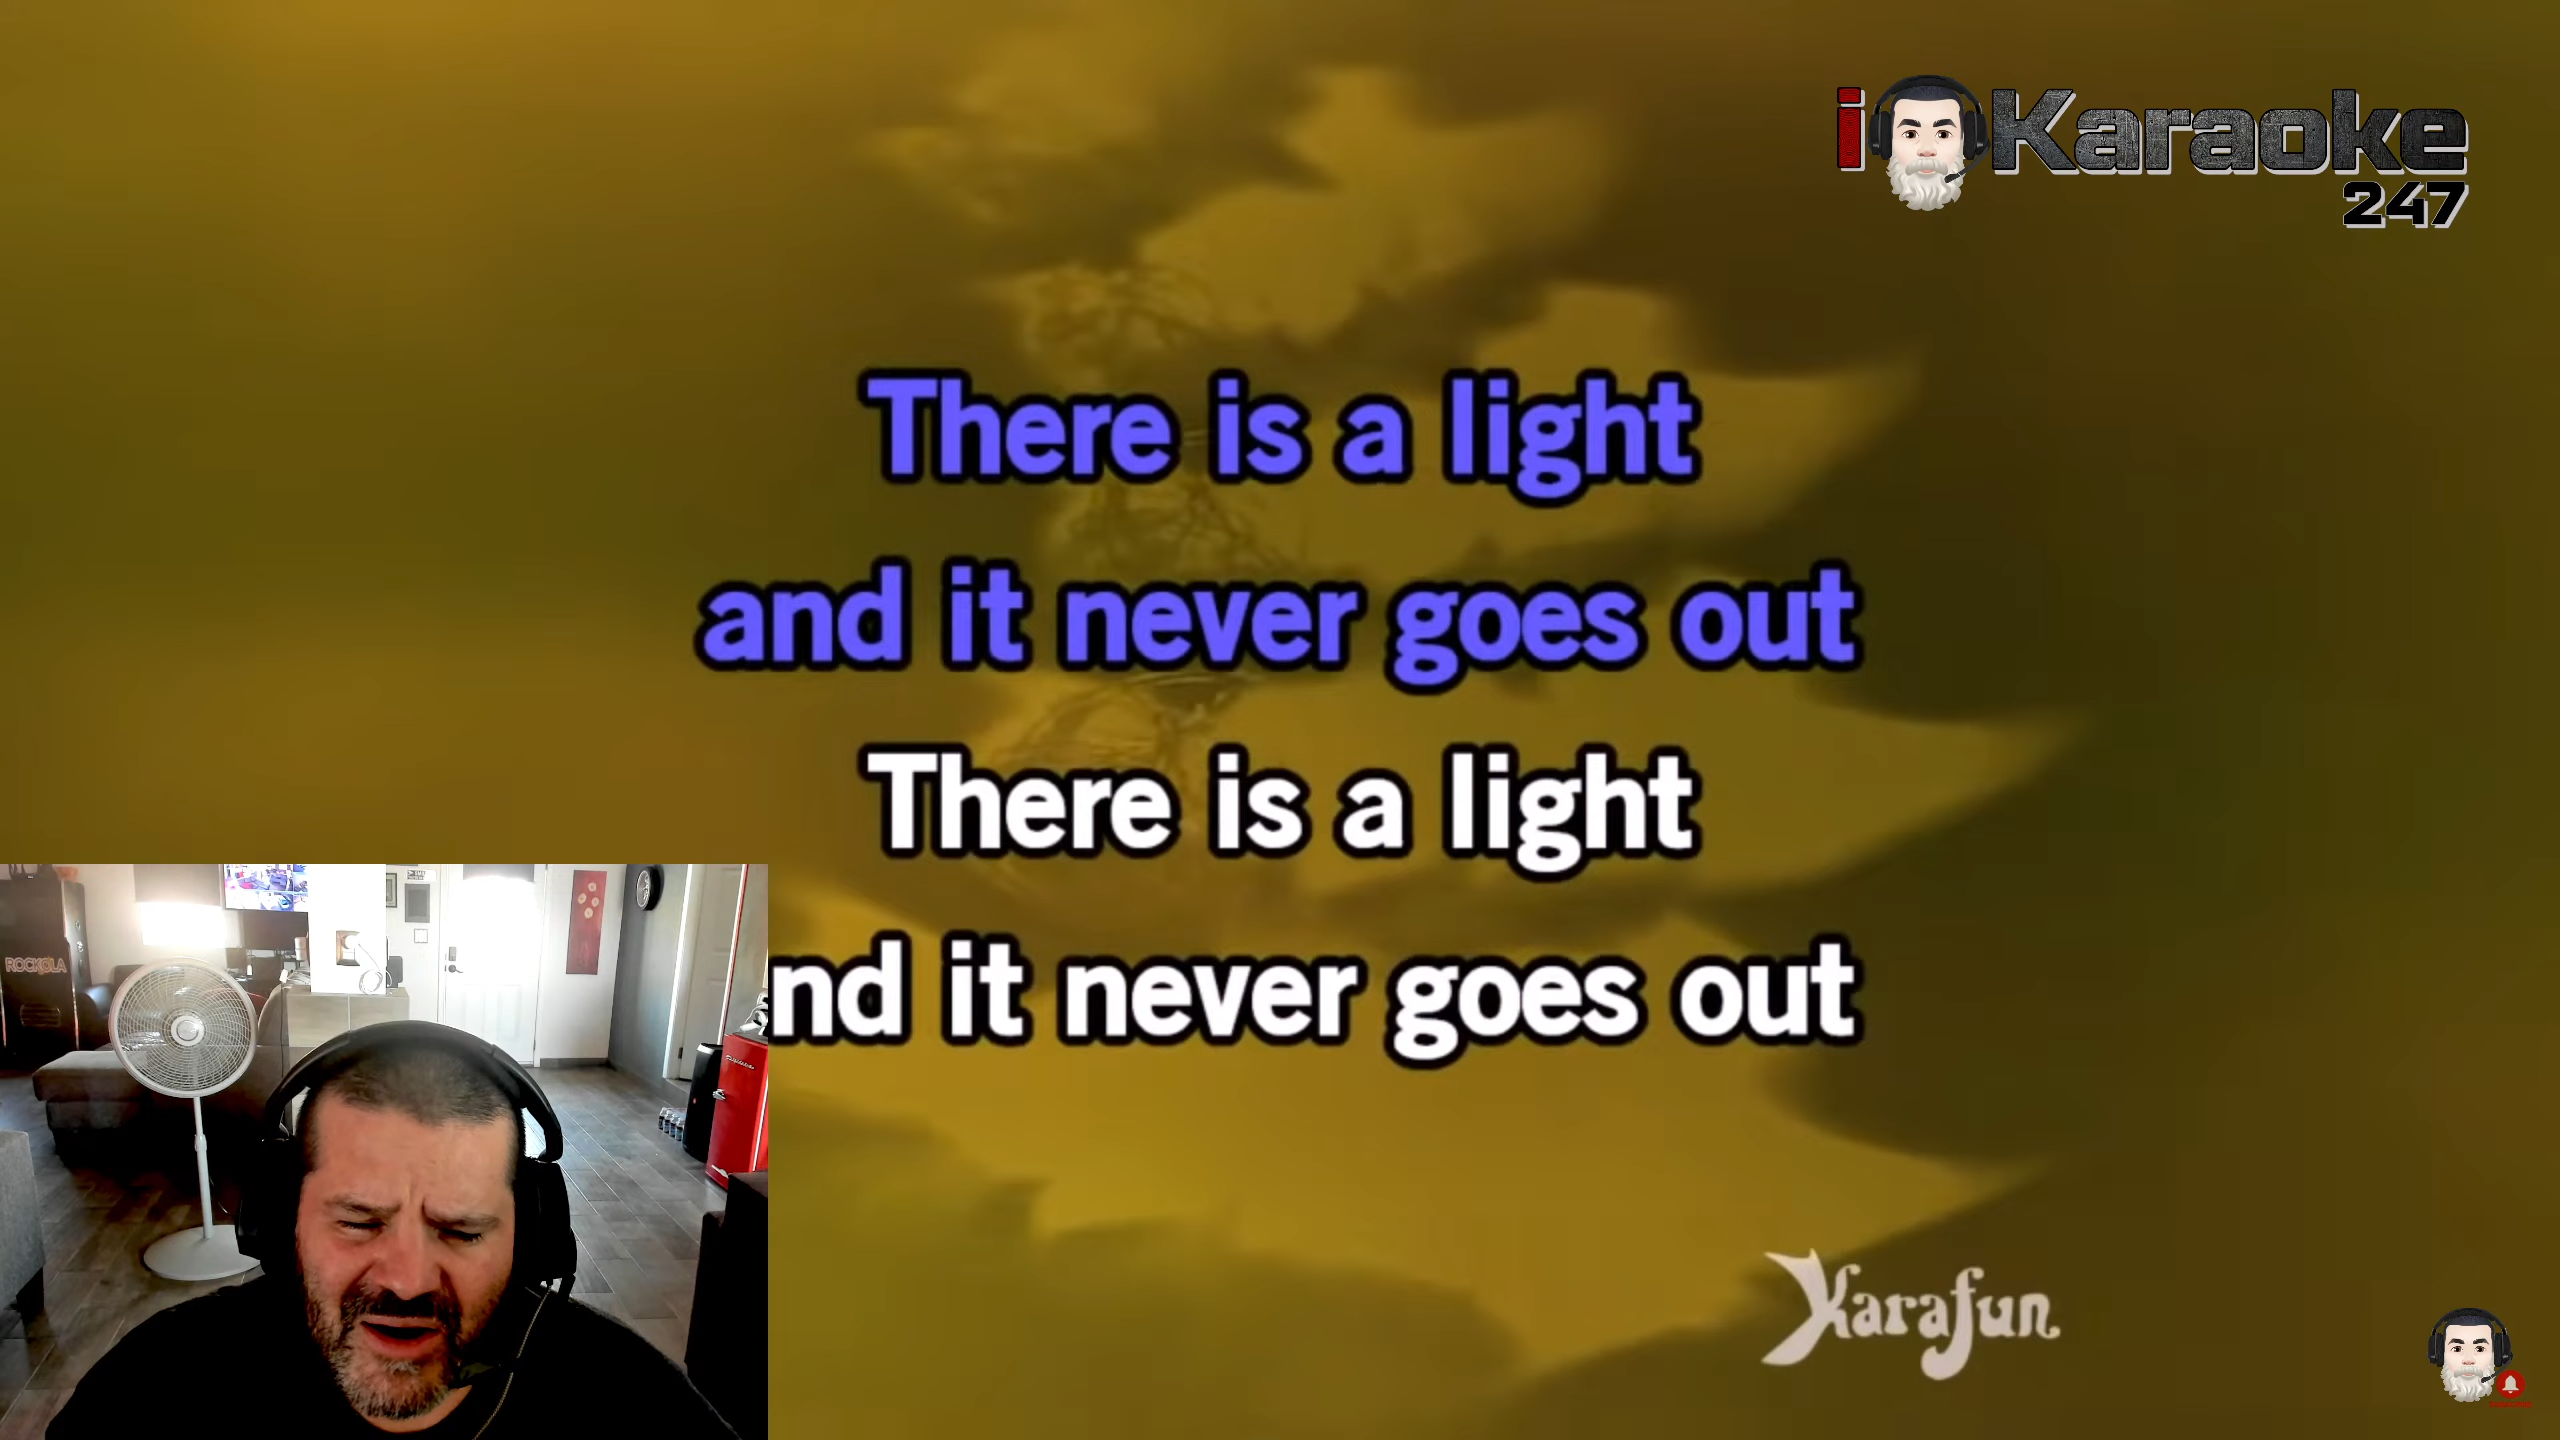 iKaraoke
247
There is a light
and it never goes out
There is a light
nd it never goes out
ROCKOLA
Karafun